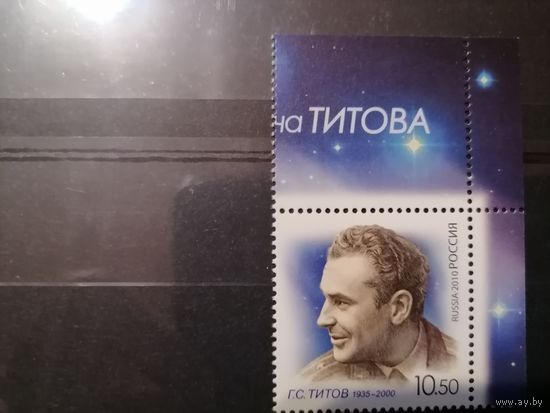 на ТИТОВА
RUSSIA·2010 РОССИЯ
Г.С. ТИТОВ 1935–2000
10.50
© www.ay.by